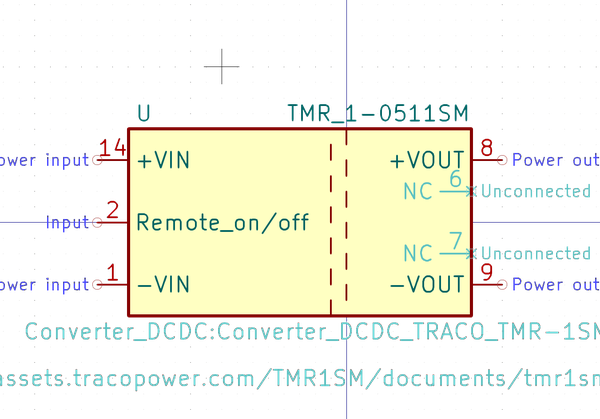 U TMR_1-0511SM
14 8
ower input +VIN +VOUT Power out
NC 6 Unconnected
2
Input Remote_on/off
NC 7 Unconnected
1 9
ower input -VIN -VOUT Power out
Converter_DCDC:Converter_DCDC_TRACO_TMR-1SM
assets.tracopower.com/TMR1SM/documents/tmr1sm